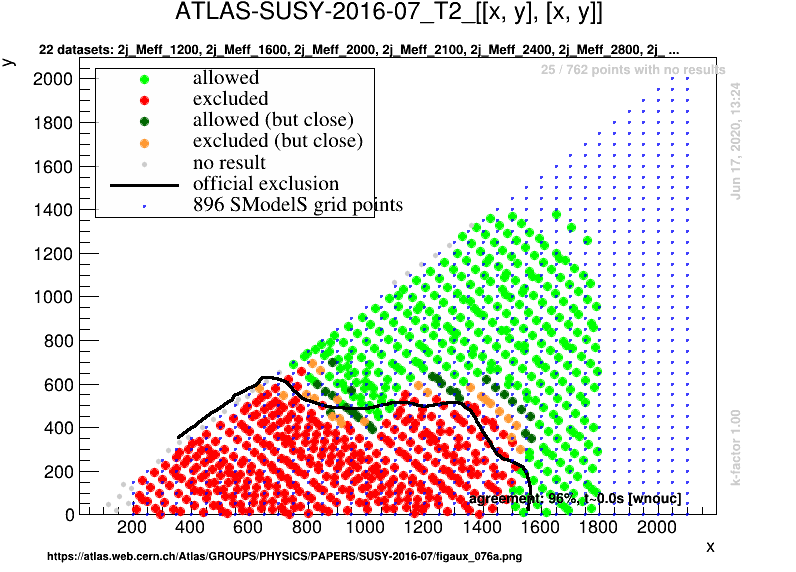 ATLAS-SUSY-2016-07_T2_[[x, y], [x, y]]
22 datasets: 2j_Meff_1200, 2j_Meff_1600, 2j_Meff_2000, 2j_Meff_2100, 2j_Meff_2400, 2j_Meff_2800, 2j_ ...
25 / 762 points with no results
y
2000
1800
1600
1400
1200
1000
800
600
400
200
0
allowed
excluded
allowed (but close)
excluded (but close)
no result
official exclusion
896 SModelS grid points
Jun 17, 2020, 13:24
k-factor 1.00
agreement: 96%, t~0.0s [wnouc]
200 400 600 800 1000 1200 1400 1600 1800 2000
x
https://atlas.web.cern.ch/Atlas/GROUPS/PHYSICS/PAPERS/SUSY-2016-07/figaux_076a.png